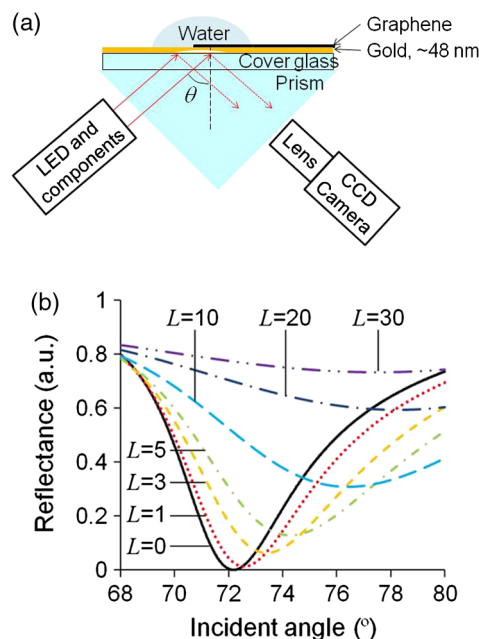 (a)
Water
Graphene
Gold, ~48 nm
Cover glass
Prism
θ
LED and
components
Lens
CCD
Camera
(b)
Reflectance (a.u.)
1
0.8
0.6
0.4
0.2
0
L=10
L=20
L=30
L=5
L=3
L=1
L=0
68 70 72 74 76 78 80
Incident angle (º)